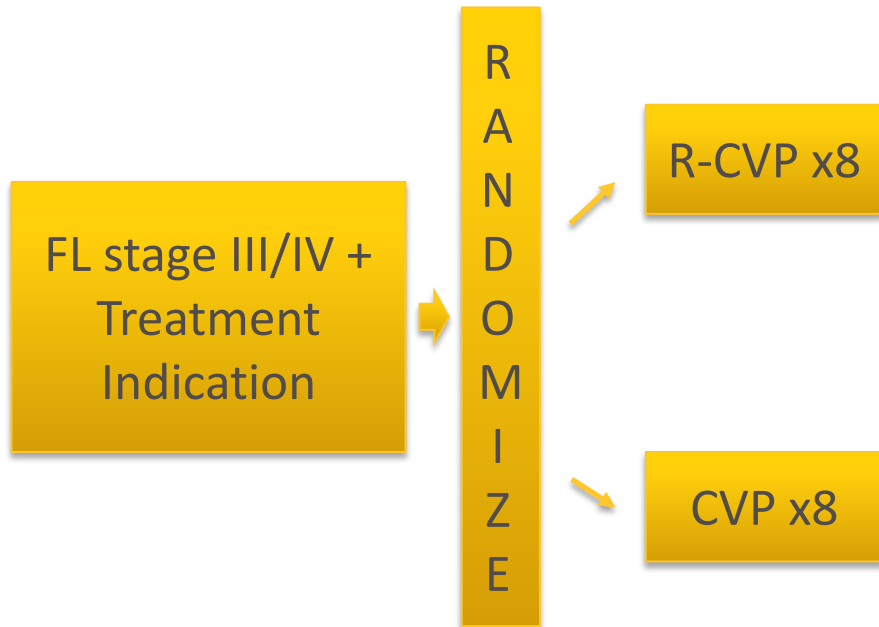 FL stage III/IV +
Treatment
Indication
R
A
N
D
O
M
I
Z
E
R-CVP x8
CVP x8